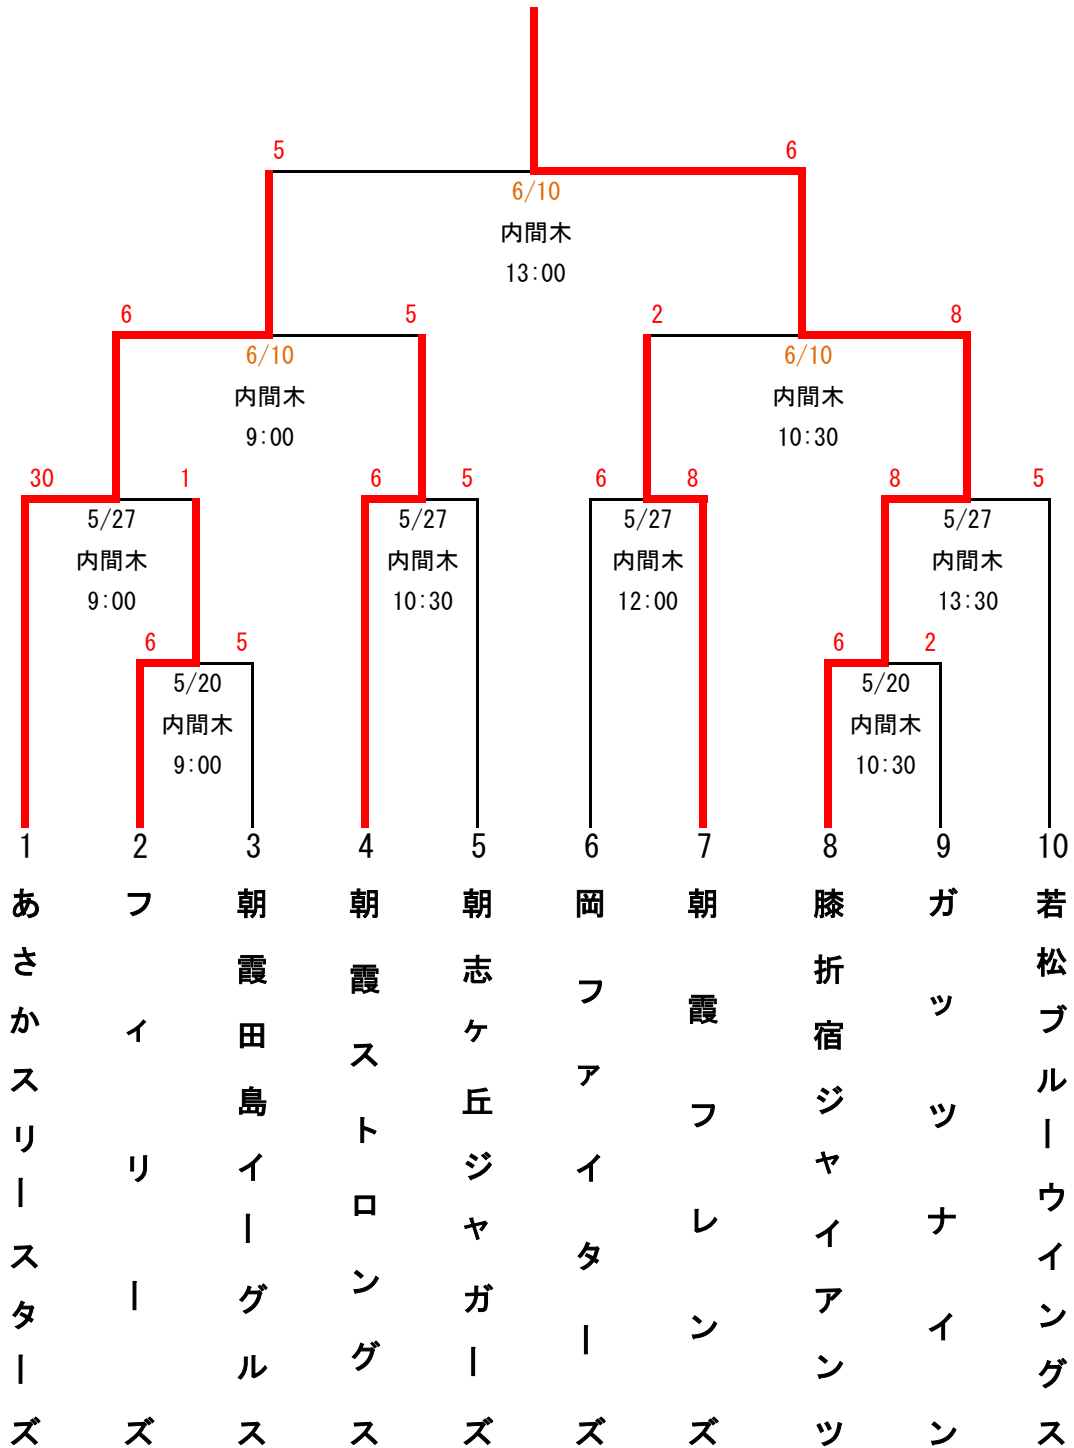 5 6
6/10
内間木
13:00
6 5 2 8
6/10 6/10
内間木 内間木
9:00 10:30
30 1 6 5 6 8 8 5
5/27 5/27 5/27 5/27
内間木 内間木 内間木 内間木
9:00 10:30 12:00 13:30
6 5 6 2
5/20 5/20
内間木 内間木
9:00 10:30
1 2 3 4 5 6 7 8 9 10
あさかスリースターズ
フィリーズ
朝霞田島イーグルス
朝霞ストロングス
朝志ヶ丘ジャガーズ
岡ファイターズ
朝霞フレンズ
膝折宿ジャイアンツ
ガッツナイン
若松ブルーウイングス